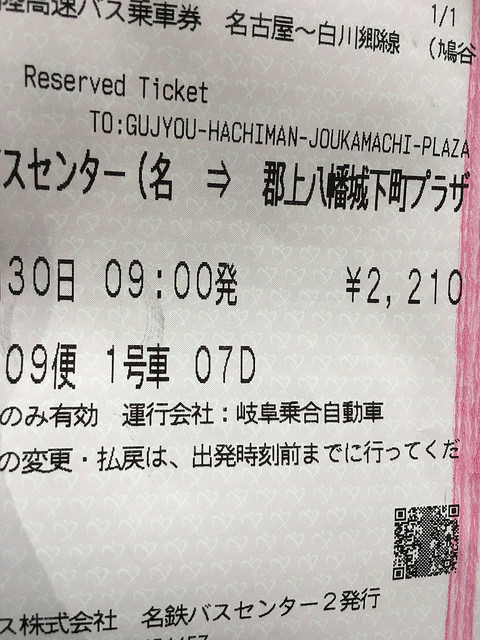 陸高速バス乗車券 名古屋～白川郷線 1/1
(鳩谷
Reserved Ticket
TO:GUJYOU-HACHIMAN-JOUKAMACHI-PLAZA
スセンター(名 ⇒ 郡上八幡城下町プラザ
30日 09:00発 ¥2,210
09便 1号車 07D
のみ有効 運行会社:岐阜乗合自動車
の変更・払戻は、出発時刻前までに行ってくだ
ス株式会社 名鉄バスセンター2発行